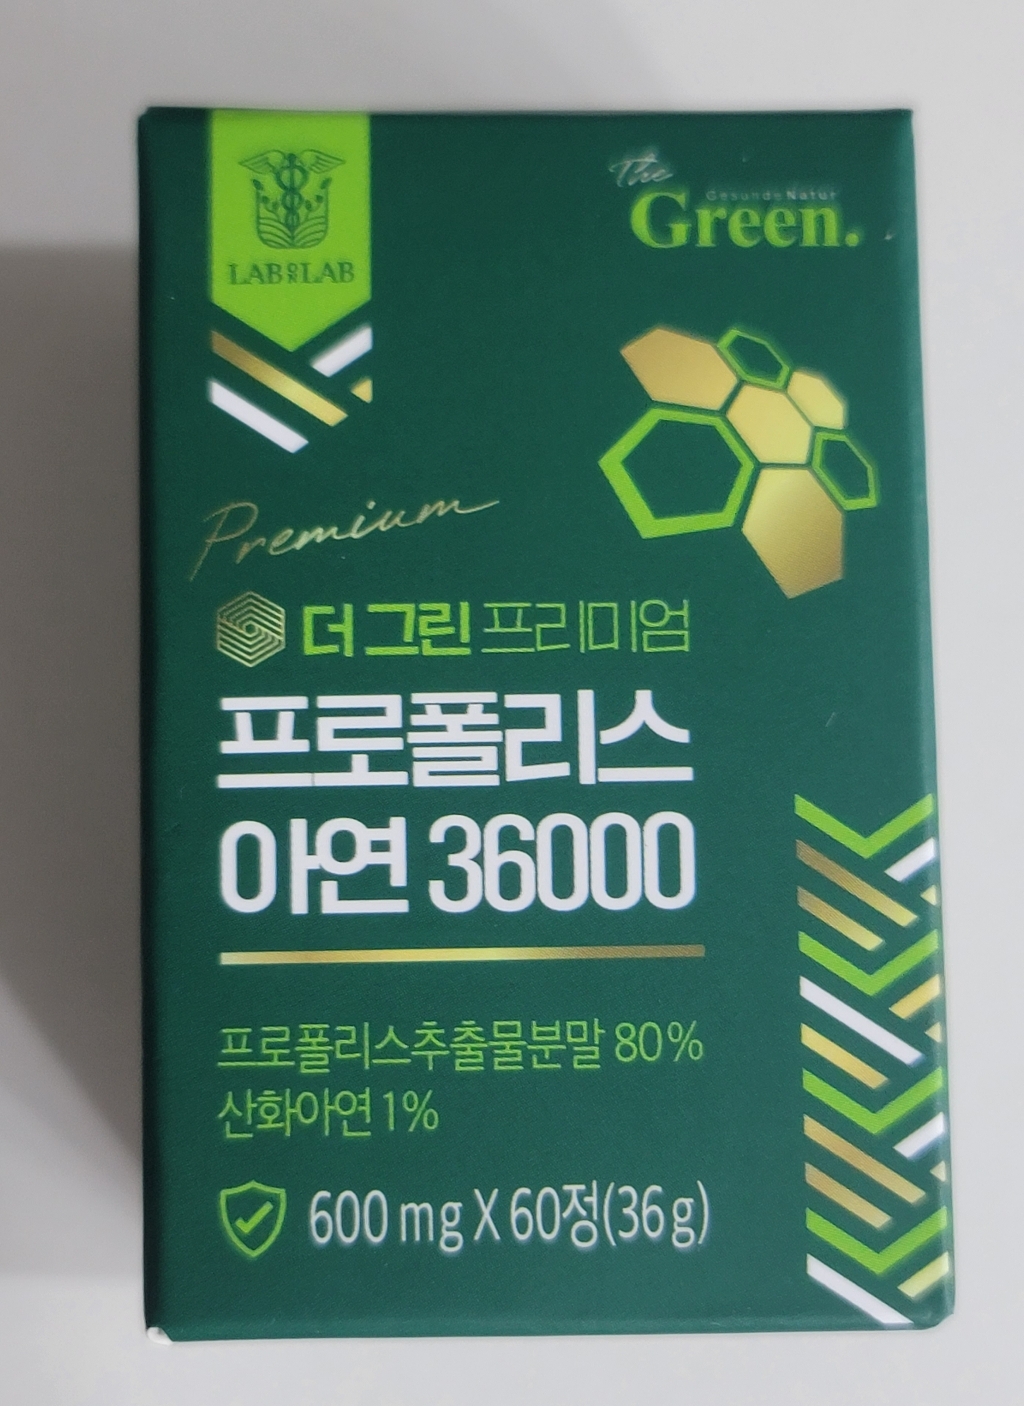 LAB ON LAB
The
Gesunde Natur
Green.
Premium
더 그린 프리미엄
프로폴리스
아연 36000
프로폴리스추출물분말 80%
산화아연 1%
600 mg X 60정(36g)